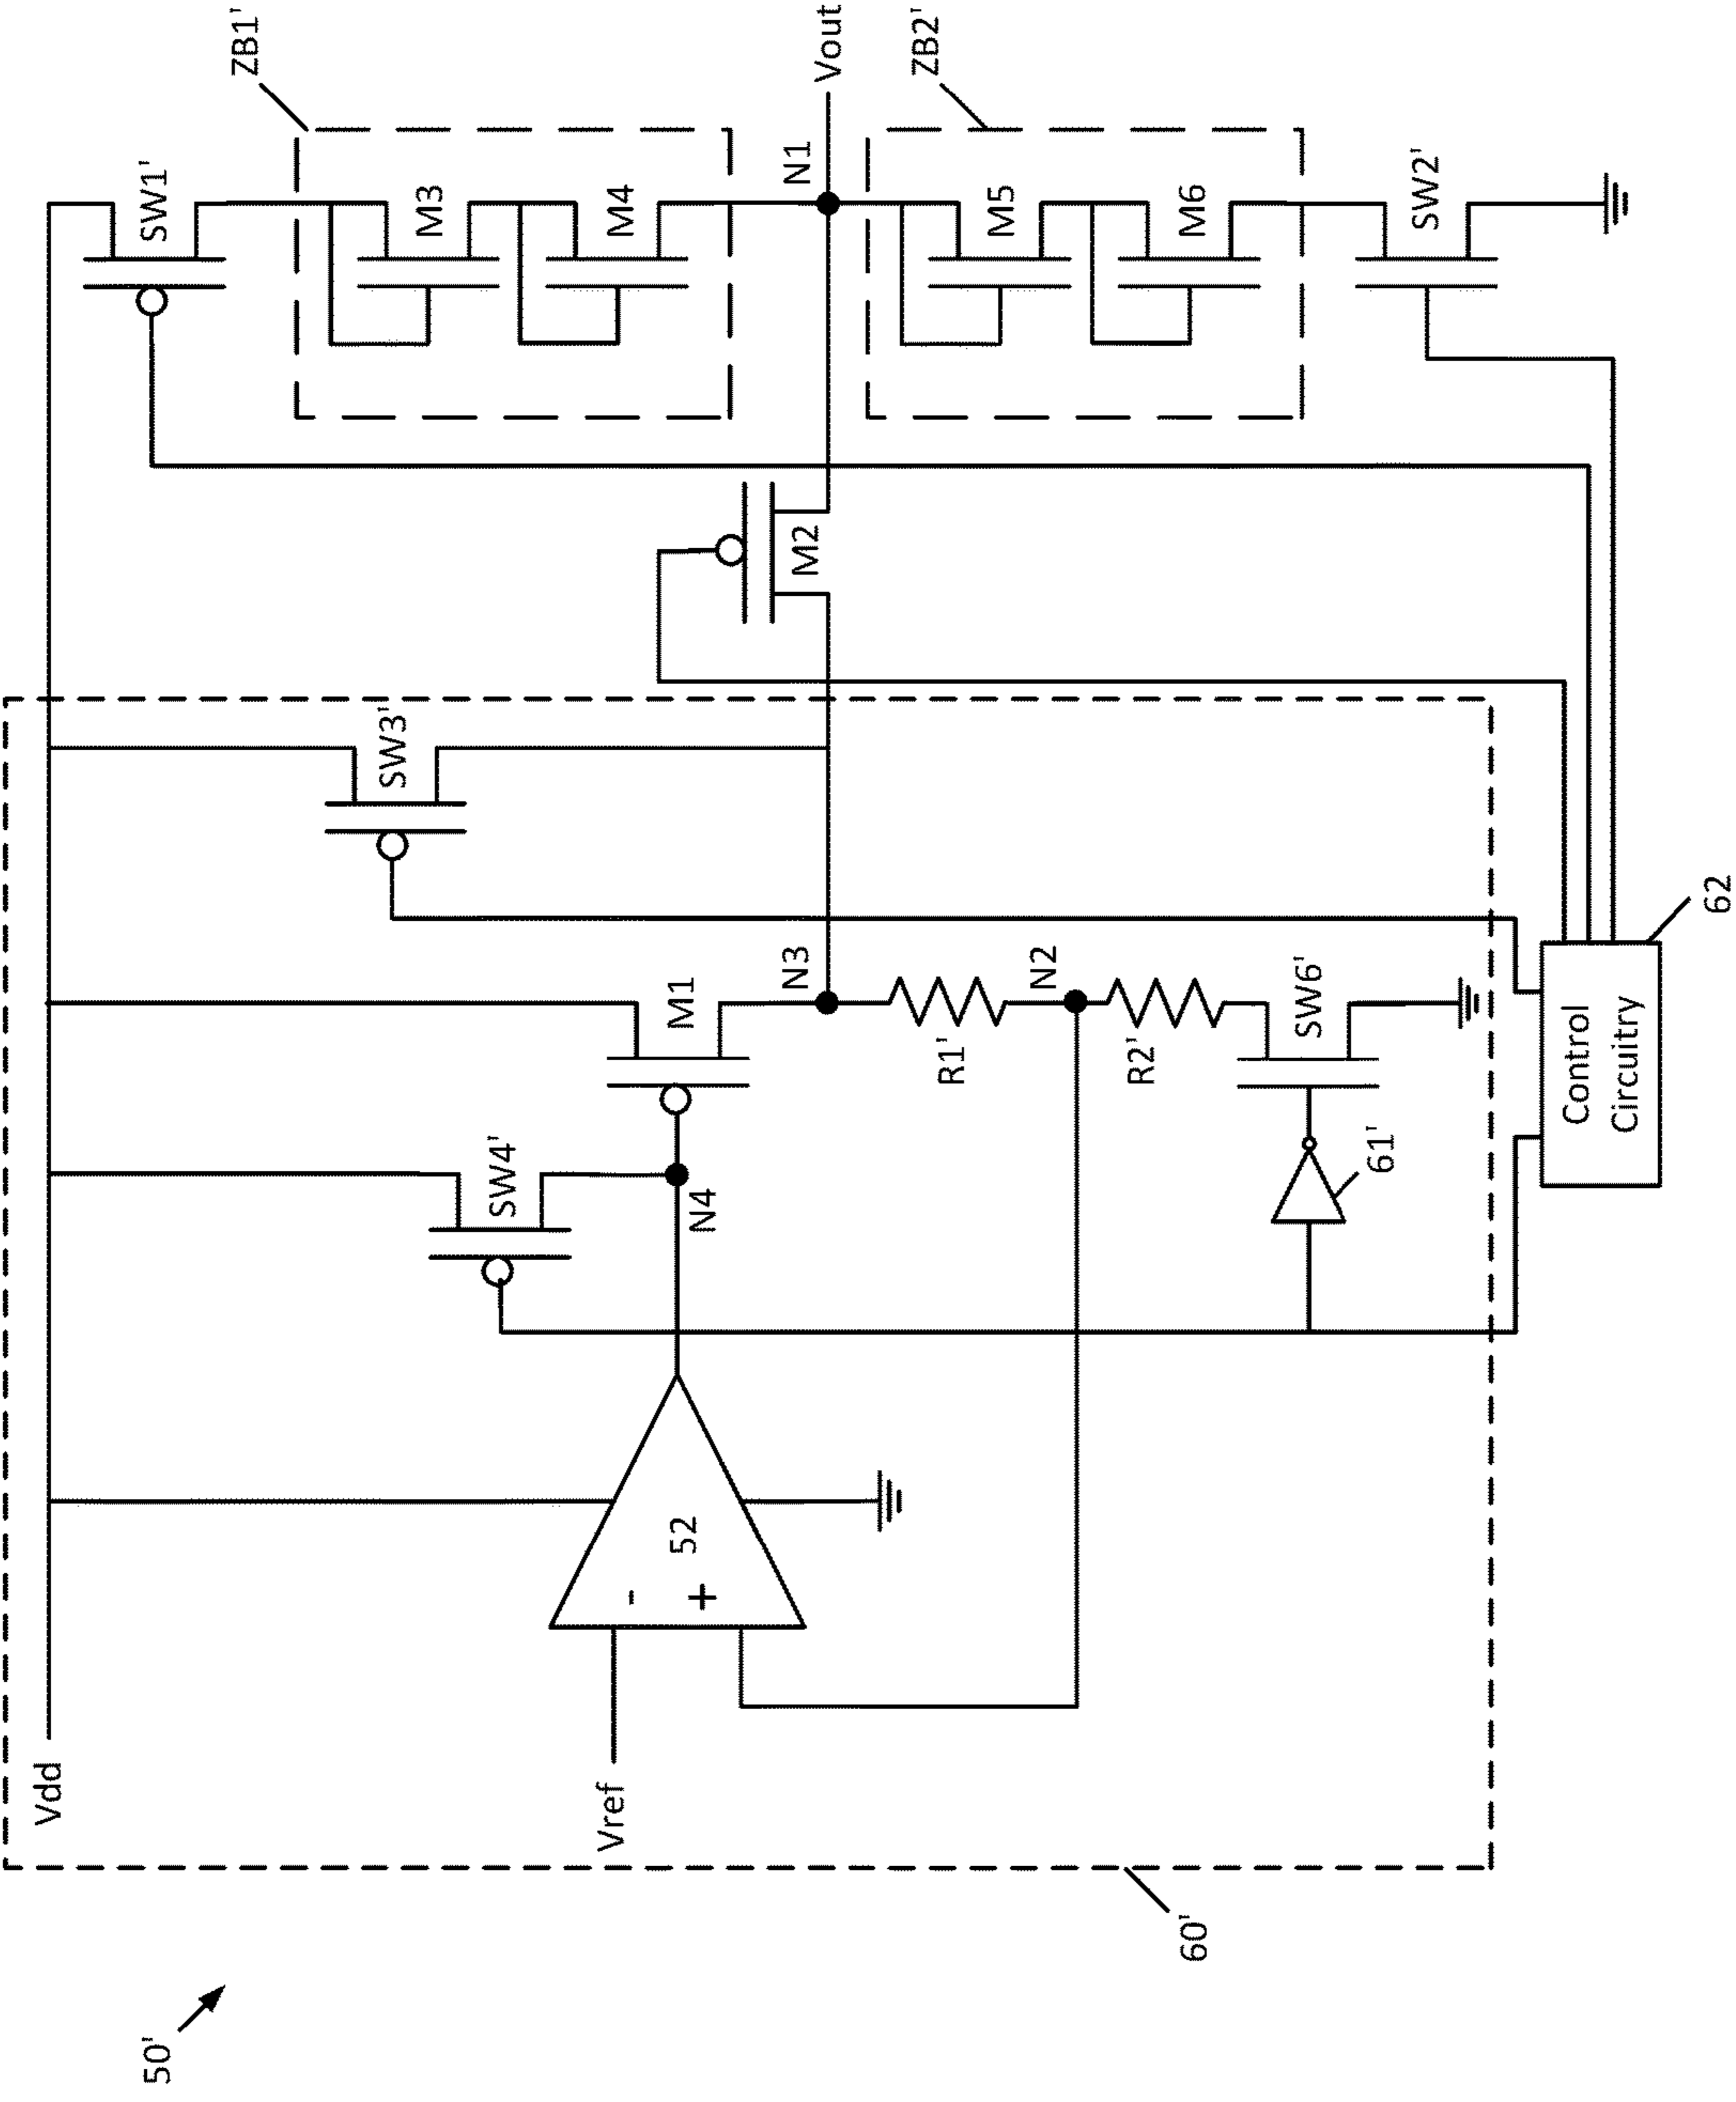 50'
60'
Vdd
Vref
52
-
+
SW4'
N4
M1
N3
R1'
N2
R2'
SW6'
61'
SW3'
M2
Control
Circuitry
62
SW1'
ZB1'
M3
M4
N1
Vout
ZB2'
M5
M6
SW2'